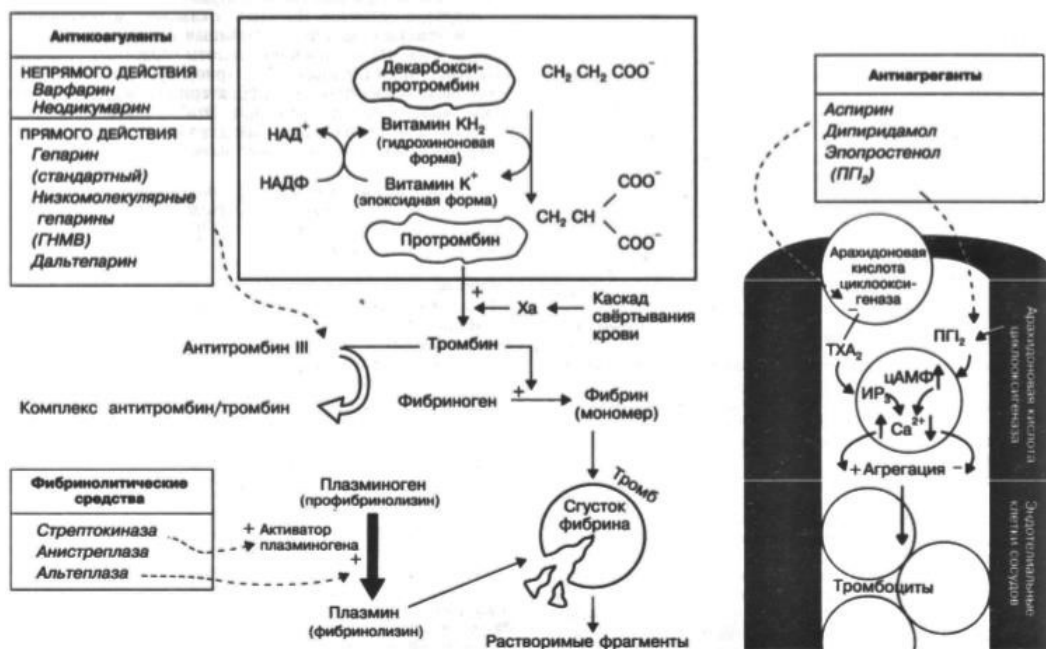 Антикоагулянты
НЕПРЯМОГО ДЕЙСТВИЯ
Варфарин
Неодикумарин
ПРЯМОГО ДЕЙСТВИЯ
Гепарин
(стандартный)
Низкомолекулярные
гепарины
(ГНМВ)
Дальтепарин
Декарбокси-
протромбин
CH₂ CH₂ COO⁻
НАД⁺
НАДФ
Витамин KH₂
(гидрохиноновая
форма)
Витамин K⁺
(эпоксидная форма)
COO⁻
CH₂ CH
COO⁻
Протромбин
+
Xa
Каскад
свёртывания
крови
Антитромбин III
Тромбин
Комплекс антитромбин/тромбин
Фибриноген
+
Фибрин
(мономер)
Фибринолитические
средства
Стрептокиназа
Анистреплаза
Альтеплаза
+ Активатор
плазминогена
+
Плазминоген
(профибринолизин)
Плазмин
(фибринолизин)
Тромб
Сгусток
фибрина
Растворимые фрагменты
Антиагреганты
Аспирин
Дипиридамол
Эпопростенол
(ПГI₂)
Арахидоновая
кислота
циклоокси-
геназа
−
TXA₂
ПГI₂
цАМФ
ИР₃
Ca²⁺
+ Агрегация −
Тромбоциты
Арахидоновая кислота
циклооксигеназа
Эндотелиальные
клетки сосудов